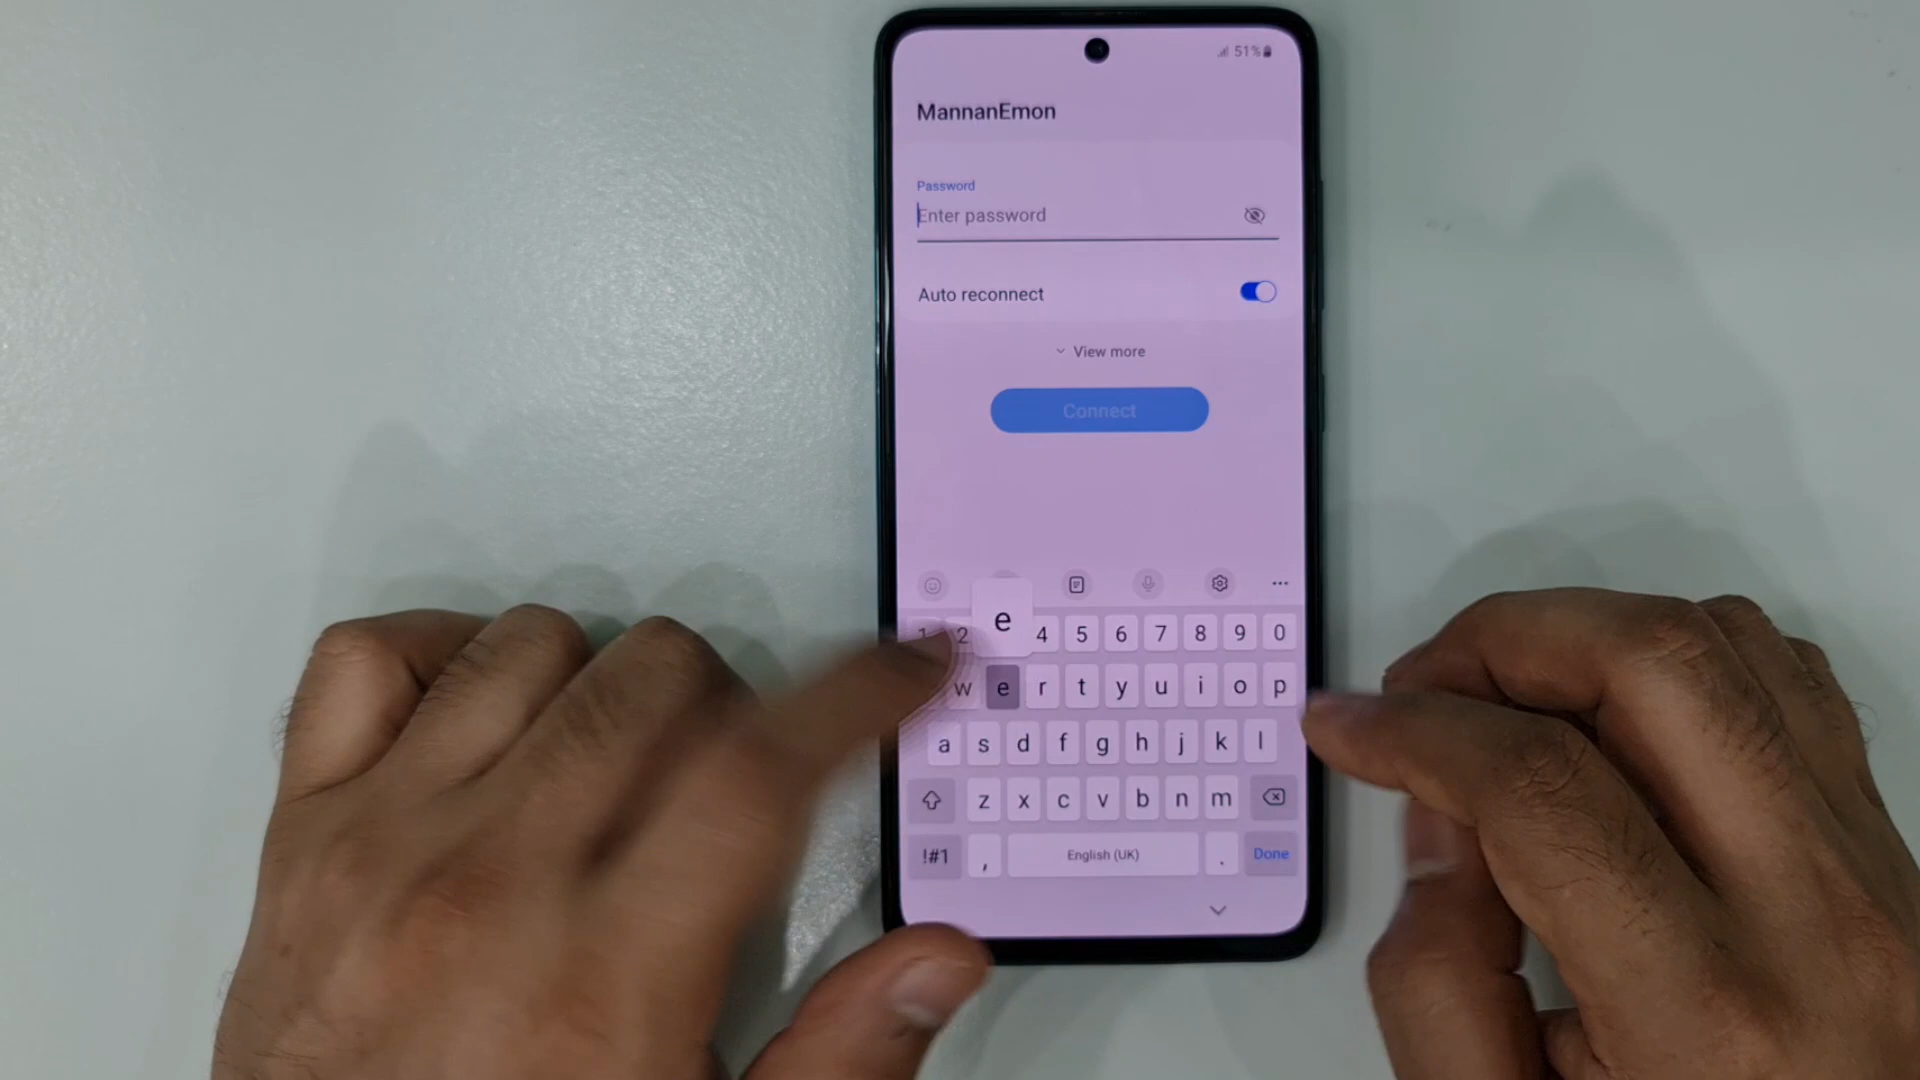 51%
MannanEmon
Password
Enter password
Auto reconnect
View more
Connect
e
1 2 4 5 6 7 8 9 0
w e r t y u i o p
a s d f g h j k l
z x c v b n m
!#1 , English (UK) . Done